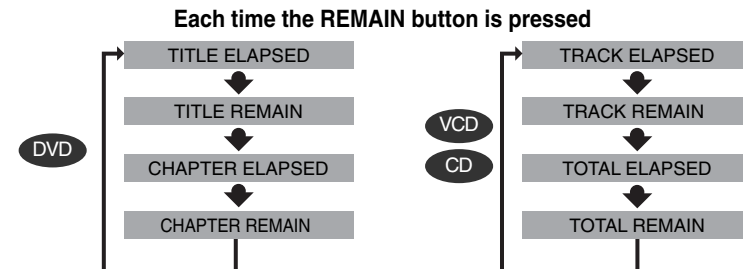 Each time the REMAIN button is pressed
DVD
TITLE ELAPSED
TITLE REMAIN
CHAPTER ELAPSED
CHAPTER REMAIN
VCD
CD
TRACK ELAPSED
TRACK REMAIN
TOTAL ELAPSED
TOTAL REMAIN